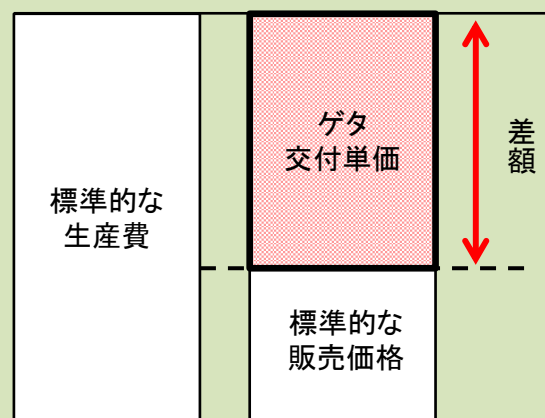 標準的な
生産費
ゲタ
交付単価
標準的な
販売価格
差額